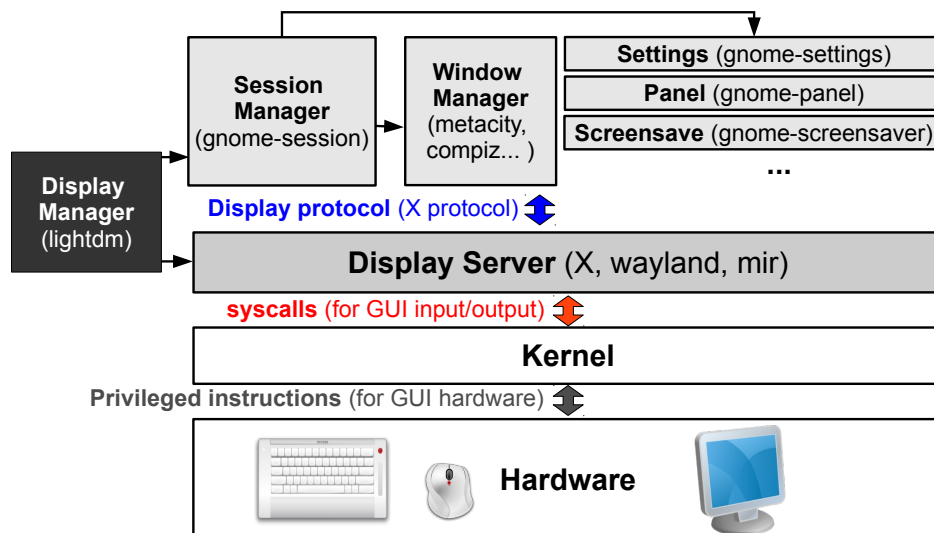 Settings (gnome-settings)
Session
Manager
(gnome-session)
Window
Manager
(metacity,
compiz... )
Panel (gnome-panel)
Screensave (gnome-screensaver)
...
Display
Manager
(lightdm)
Display protocol (X protocol)
Display Server (X, wayland, mir)
syscalls (for GUI input/output)
Kernel
Privileged instructions (for GUI hardware)
Hardware